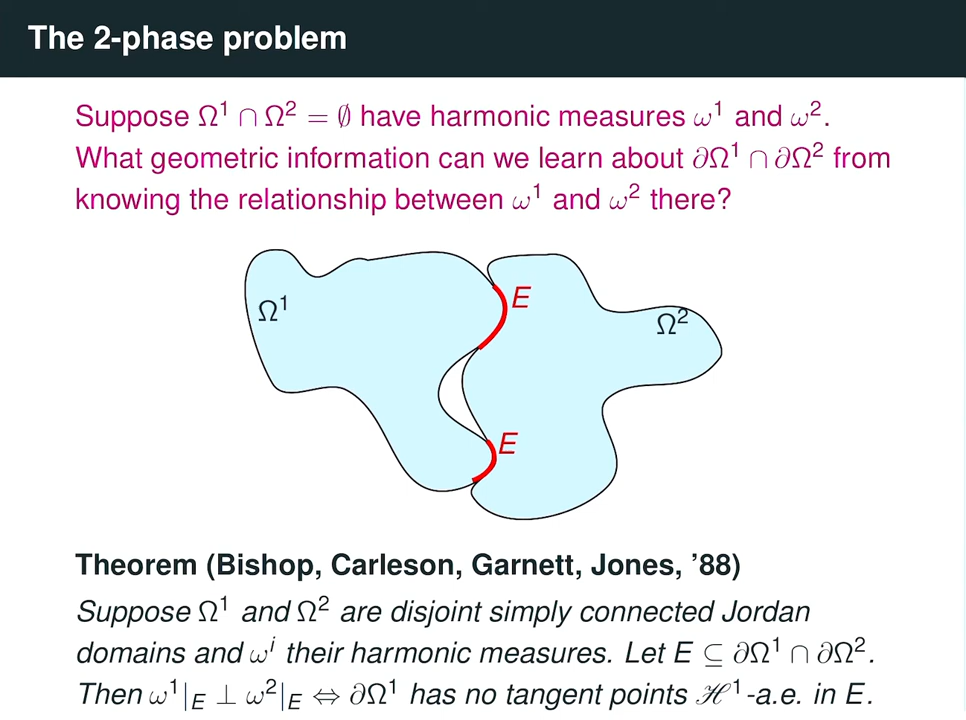 The 2-phase problem
Suppose Ω¹ ∩ Ω² = ∅ have harmonic measures ω¹ and ω².
What geometric information can we learn about ∂Ω¹ ∩ ∂Ω² from
knowing the relationship between ω¹ and ω² there?
Ω¹
E
Ω²
E
Theorem (Bishop, Carleson, Garnett, Jones, ’88)
Suppose Ω¹ and Ω² are disjoint simply connected Jordan
domains and ωⁱ their harmonic measures. Let E ⊆ ∂Ω¹ ∩ ∂Ω².
Then ω¹|_E ⊥ ω²|_E ⇔ ∂Ω¹ has no tangent points ℋ¹-a.e. in E.